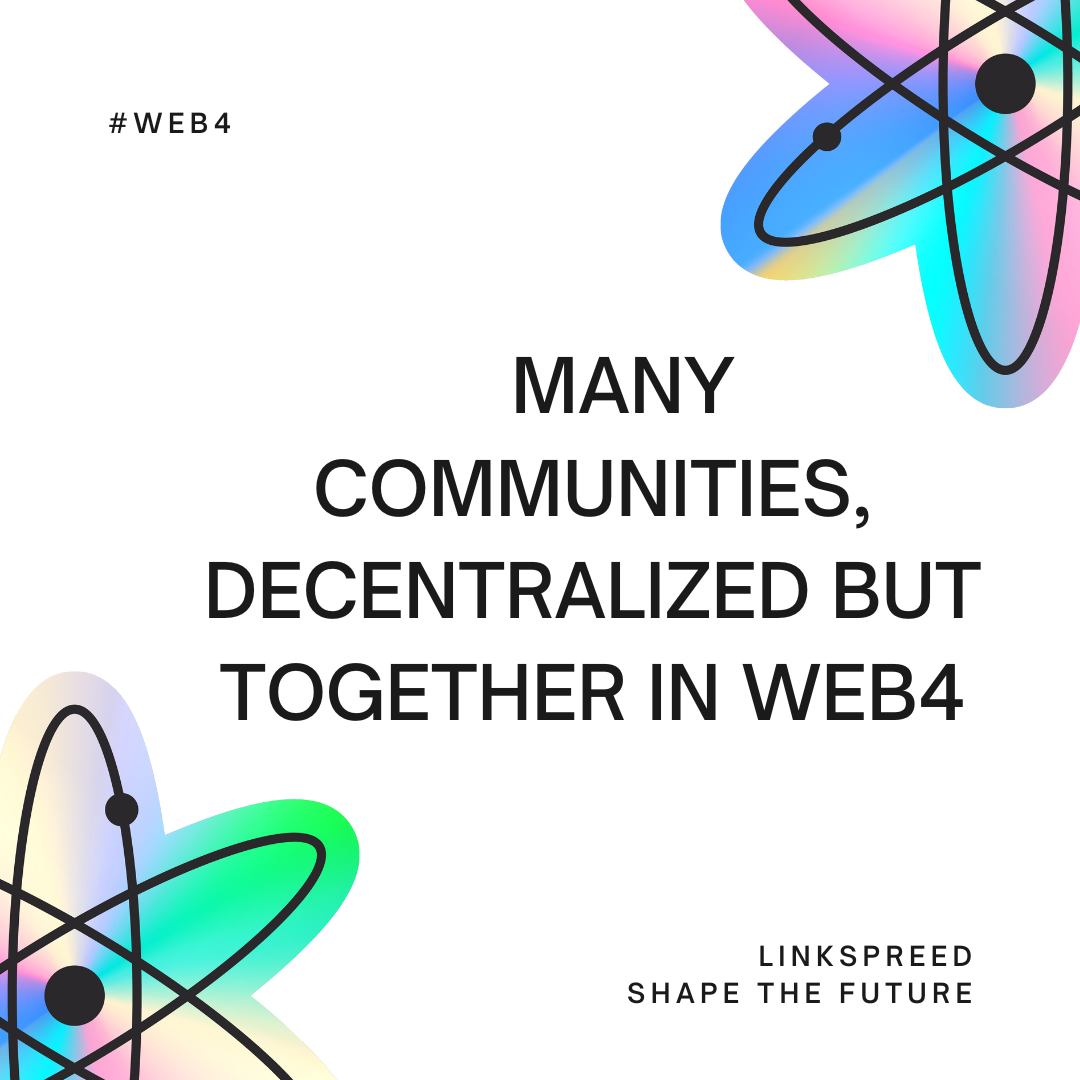 #WEB4
MANY
COMMUNITIES,
DECENTRALIZED BUT
TOGETHER IN WEB4
LINKSPREED
SHAPE THE FUTURE